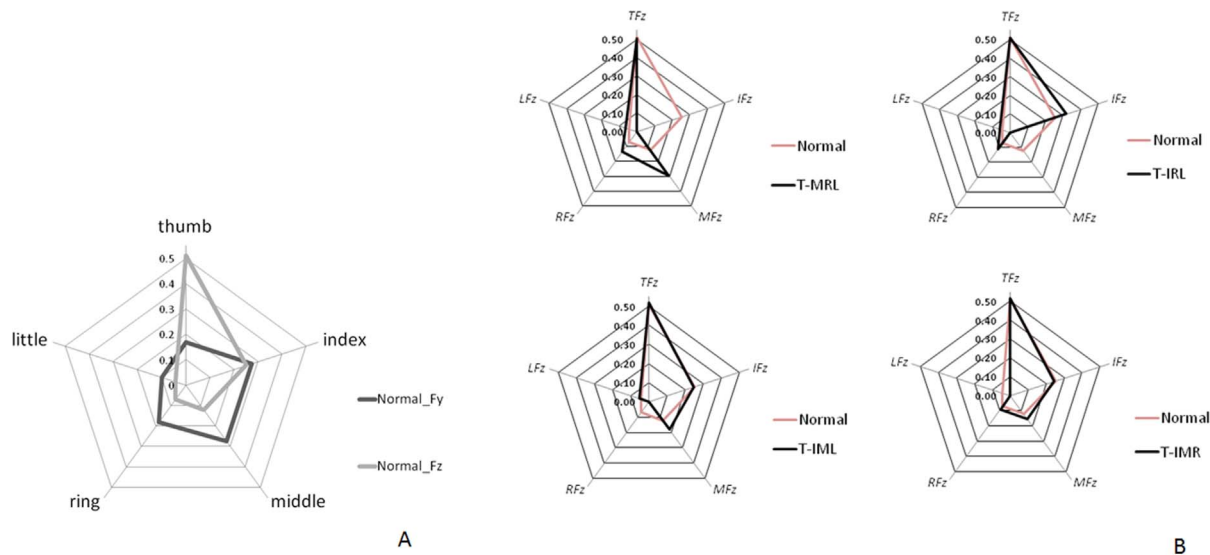 thumb
0.5
0.4
0.3
0.2
0.1
0
little
index
ring
middle
Normal_Fy
Normal_Fz
A
TFz
0.50
0.40
0.30
0.20
0.10
0.00
LFz
IFz
RFz
MFz
Normal
T-MRL
TFz
0.50
0.40
0.30
0.20
0.10
0.00
LFz
IFz
RFz
MFz
Normal
T-IRL
TFz
0.50
0.40
0.30
0.20
0.10
0.00
LFz
IFz
RFz
MFz
Normal
T-IML
TFz
0.50
0.40
0.30
0.20
0.10
0.00
LFz
IFz
RFz
MFz
Normal
T-IMR
B